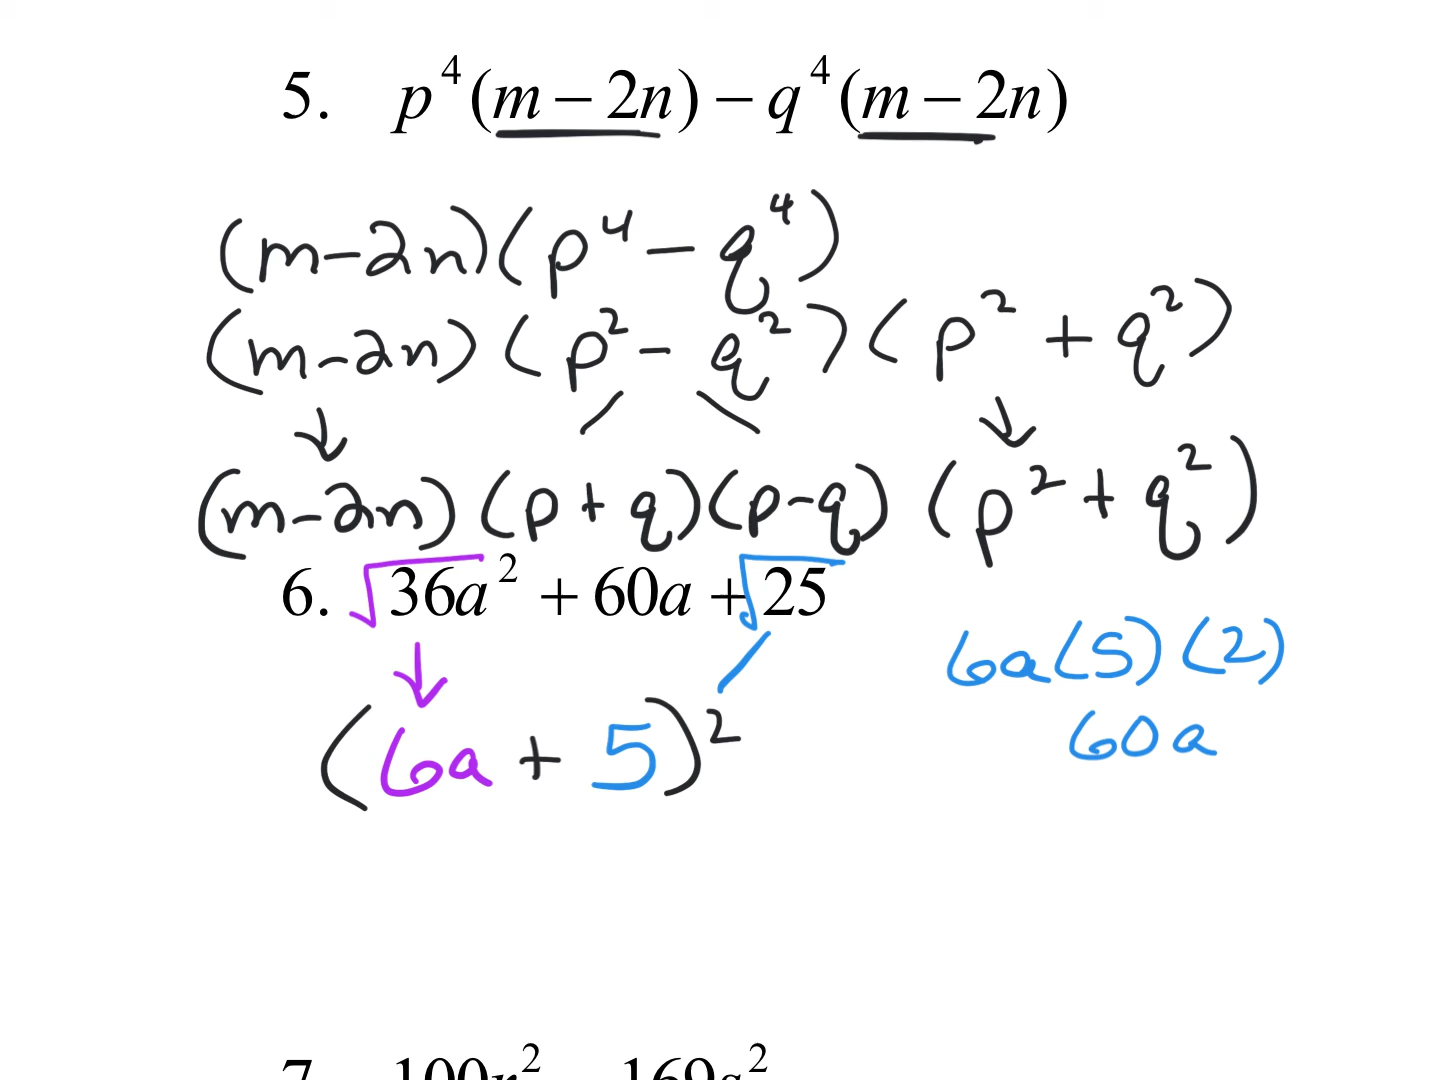 5. p⁴(m − 2n) − q⁴(m − 2n)
(m − 2n)(p⁴ − q⁴)
(m − 2n)(p² − q²)(p² + q²)
(m − 2n)(p + q)(p − q)(p² + q²)
6. √36a² + 60a + √25
6a(5)(2)
60a
(6a + 5)²